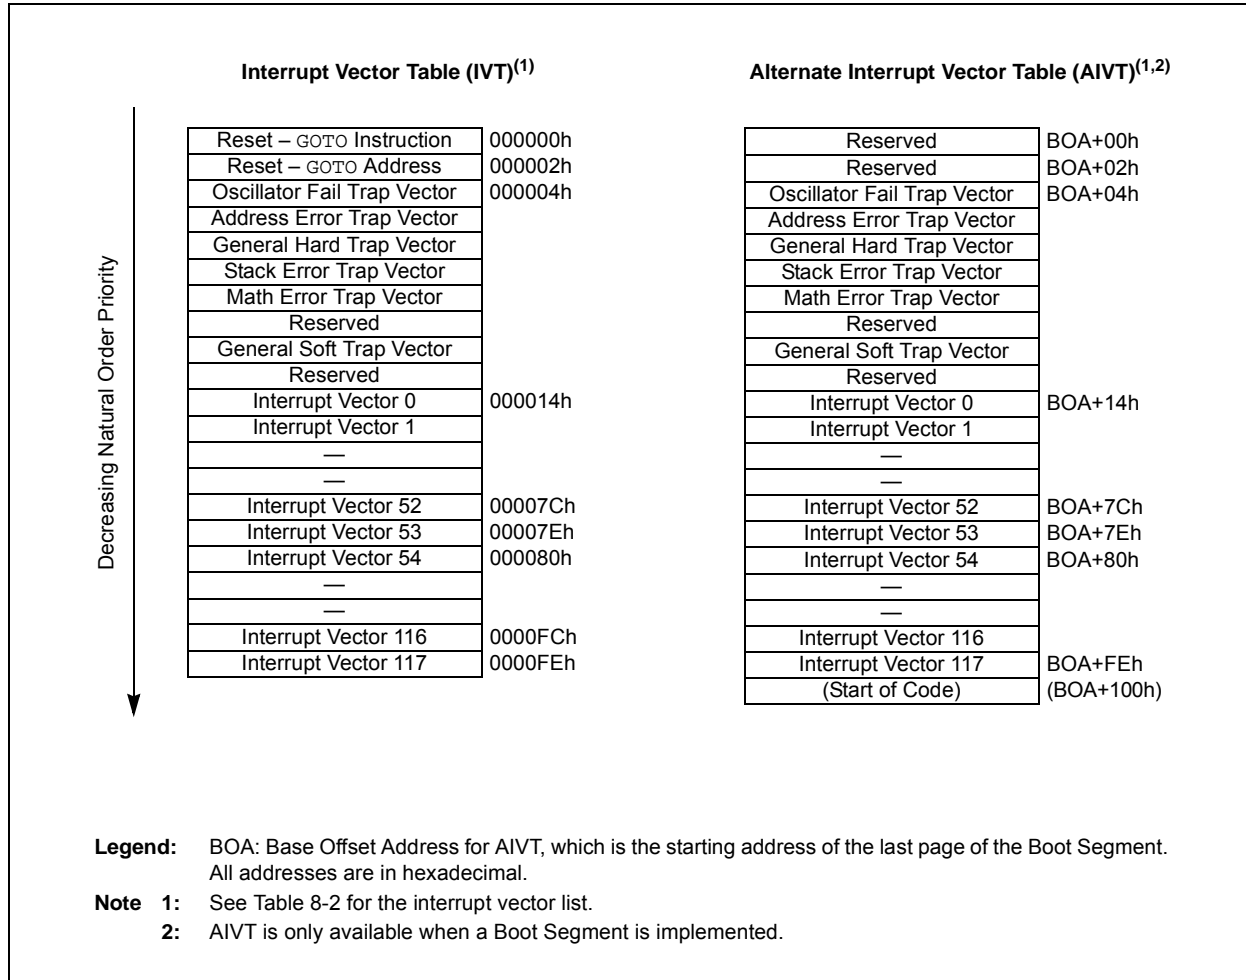 Interrupt Vector Table (IVT)(1)
Alternate Interrupt Vector Table (AIVT)(1,2)
Decreasing Natural Order Priority
Reset – GOTO Instruction 000000h
Reset – GOTO Address 000002h
Oscillator Fail Trap Vector 000004h
Address Error Trap Vector
General Hard Trap Vector
Stack Error Trap Vector
Math Error Trap Vector
Reserved
General Soft Trap Vector
Reserved
Interrupt Vector 0 000014h
Interrupt Vector 1
—
—
Interrupt Vector 52 00007Ch
Interrupt Vector 53 00007Eh
Interrupt Vector 54 000080h
—
—
Interrupt Vector 116 0000FCh
Interrupt Vector 117 0000FEh
Reserved BOA+00h
Reserved BOA+02h
Oscillator Fail Trap Vector BOA+04h
Address Error Trap Vector
General Hard Trap Vector
Stack Error Trap Vector
Math Error Trap Vector
Reserved
General Soft Trap Vector
Reserved
Interrupt Vector 0 BOA+14h
Interrupt Vector 1
—
—
Interrupt Vector 52 BOA+7Ch
Interrupt Vector 53 BOA+7Eh
Interrupt Vector 54 BOA+80h
—
—
Interrupt Vector 116
Interrupt Vector 117 BOA+FEh
(Start of Code) (BOA+100h)
Legend: BOA: Base Offset Address for AIVT, which is the starting address of the last page of the Boot Segment.
All addresses are in hexadecimal.
Note 1: See Table 8-2 for the interrupt vector list.
2: AIVT is only available when a Boot Segment is implemented.